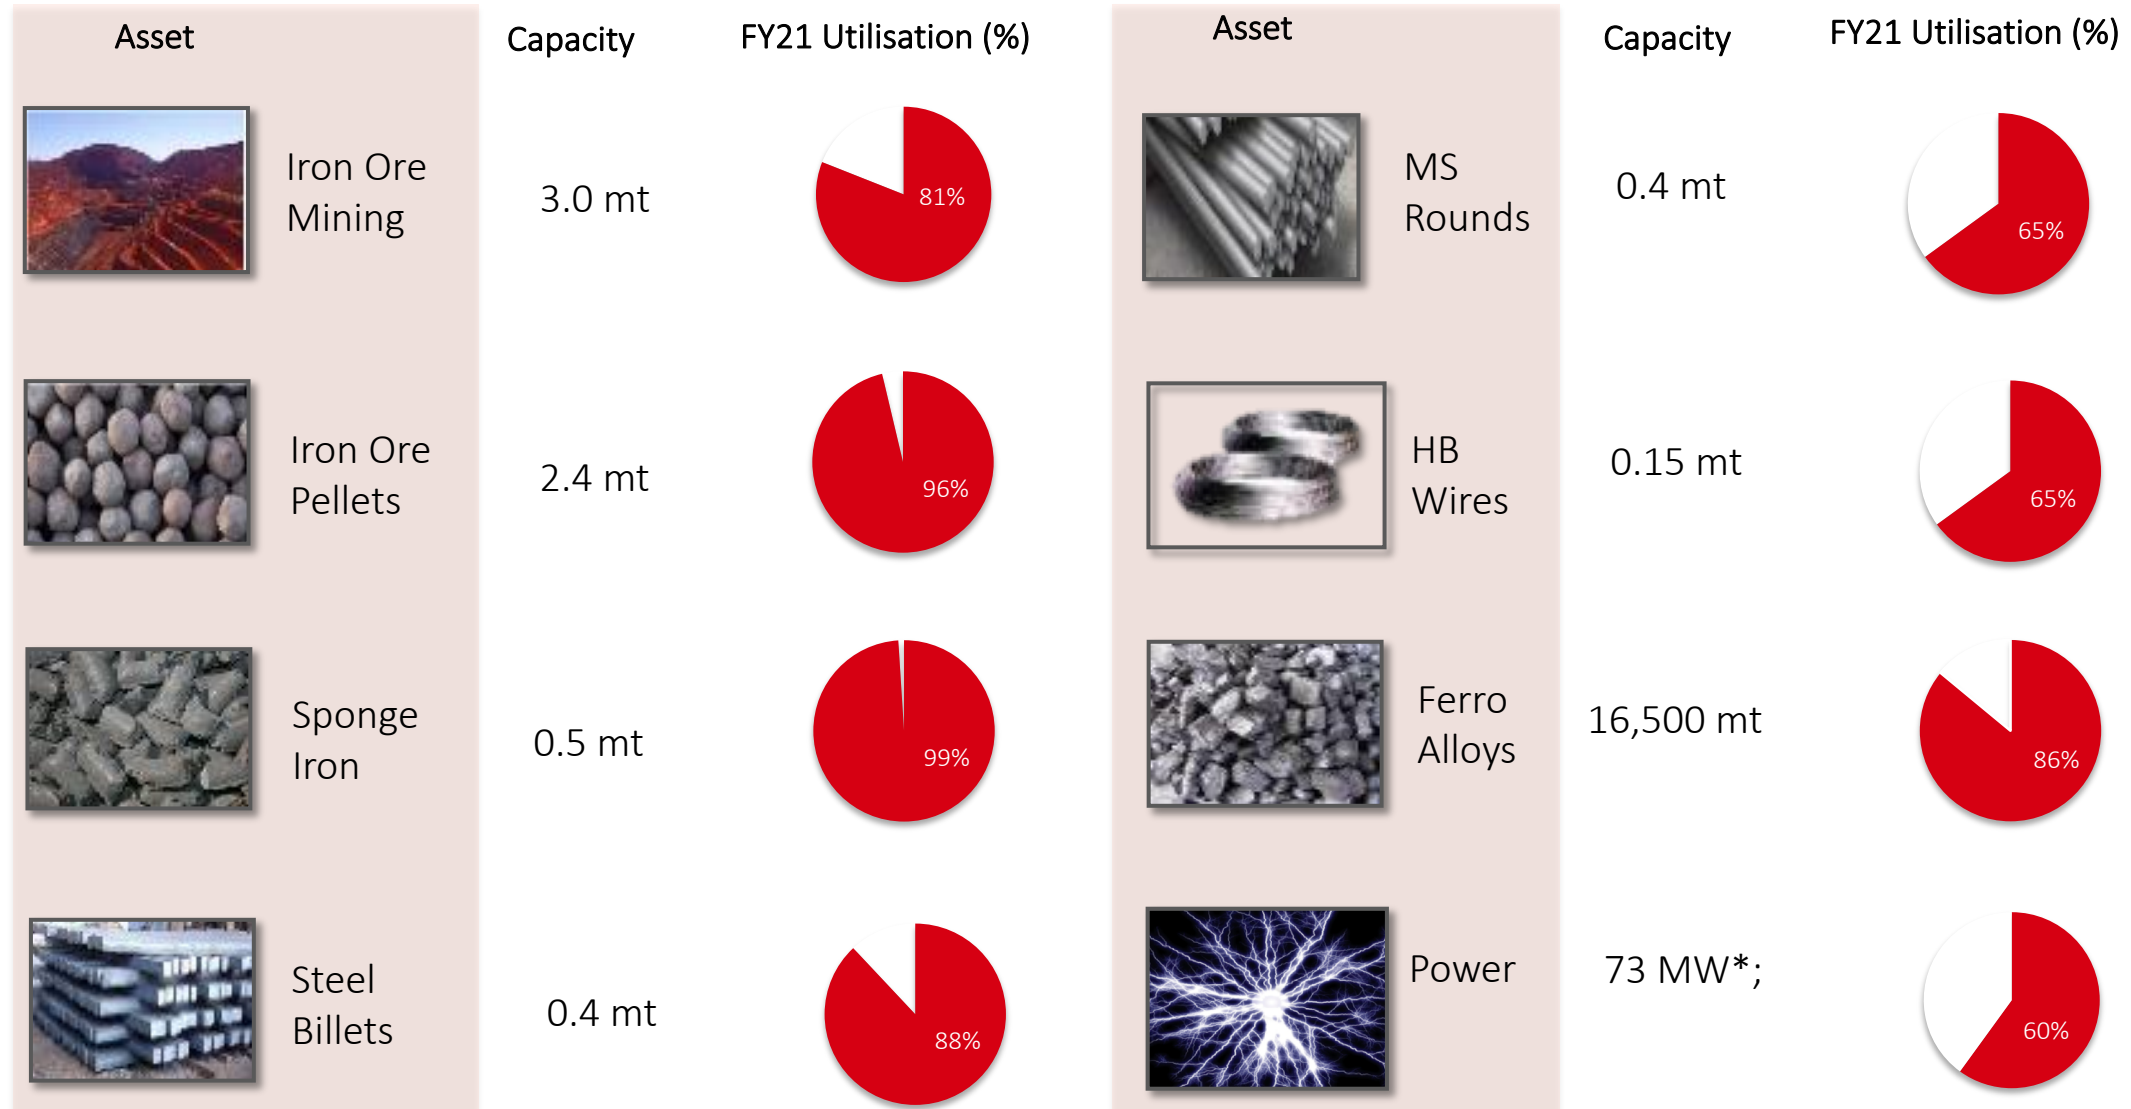 Asset
Capacity
FY21 Utilisation (%)
Iron Ore
Mining
3.0 mt
81%
Iron Ore
Pellets
2.4 mt
96%
Sponge
Iron
0.5 mt
99%
Steel
Billets
0.4 mt
88%
Asset
Capacity
FY21 Utilisation (%)
MS
Rounds
0.4 mt
65%
HB
Wires
0.15 mt
65%
Ferro
Alloys
16,500 mt
86%
Power
73 MW*;
60%